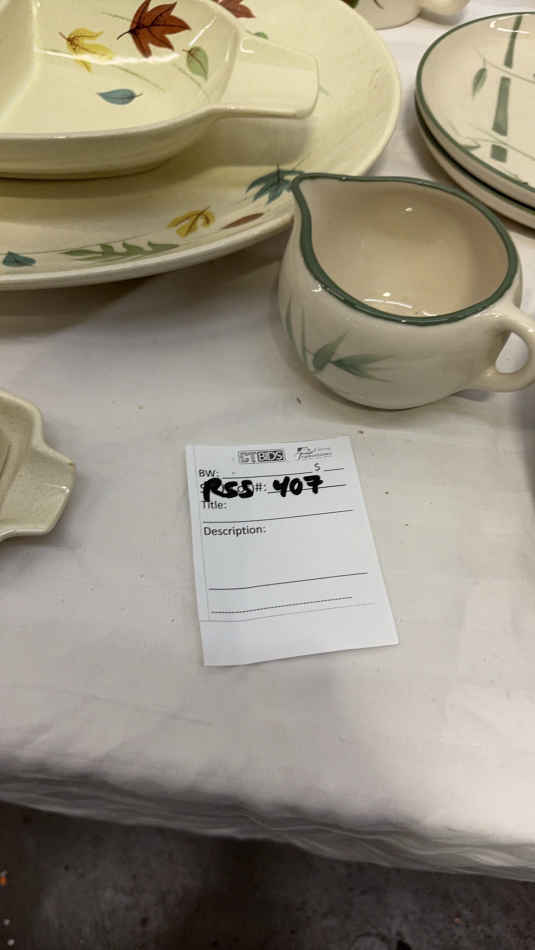 CTBIDS
BW: $
RSS #: 407
Title:
Description: